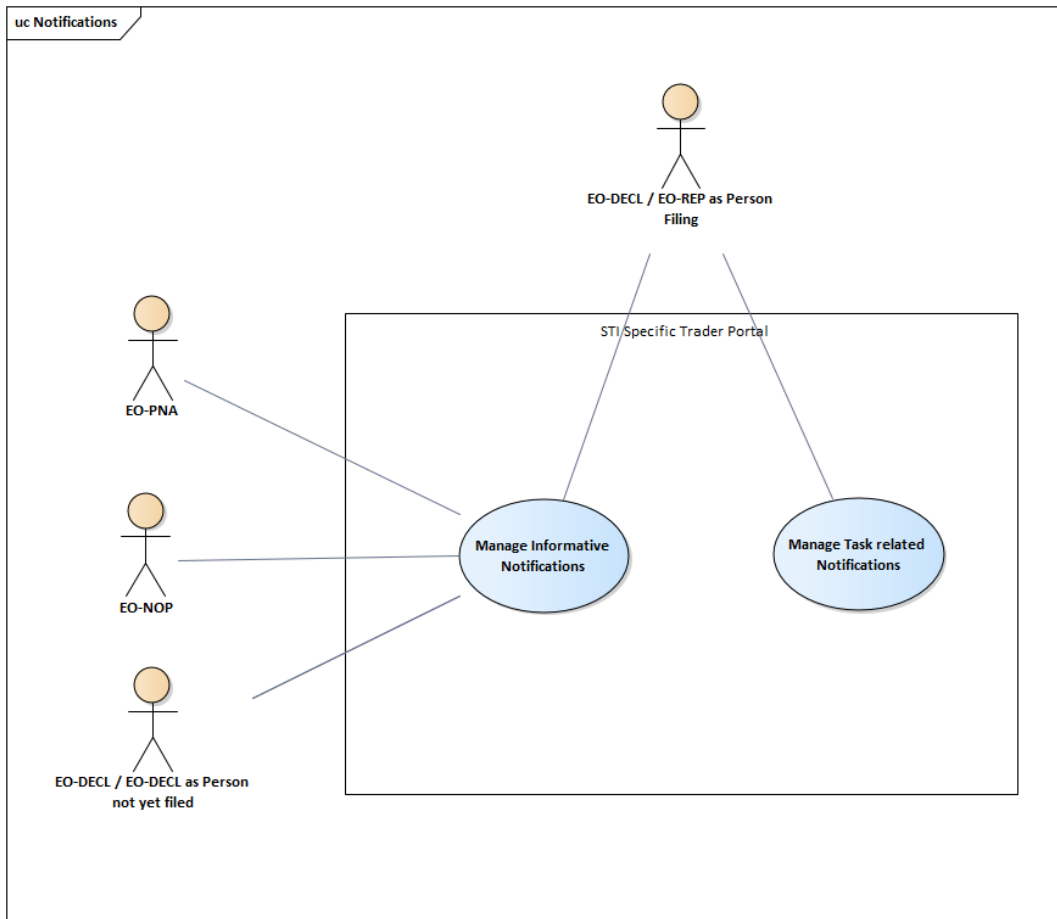 uc Notifications
EO-DECL / EO-REP as Person
Filing
STI Specific Trader Portal
EO-PNA
Manage Informative
Notifications
Manage Task related
Notifications
EO-NOP
EO-DECL / EO-DECL as Person
not yet filed